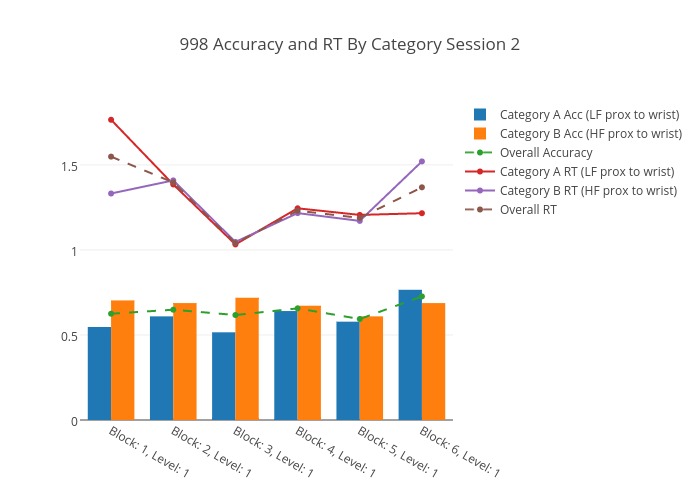 998 Accuracy and RT By Category Session 2
Category A Acc (LF prox to wrist)
Category B Acc (HF prox to wrist)
Overall Accuracy
Category A RT (LF prox to wrist)
Category B RT (HF prox to wrist)
Overall RT
1.5
1
0.5
0
Block: 1, Level: 1
Block: 2, Level: 1
Block: 3, Level: 1
Block: 4, Level: 1
Block: 5, Level: 1
Block: 6, Level: 1